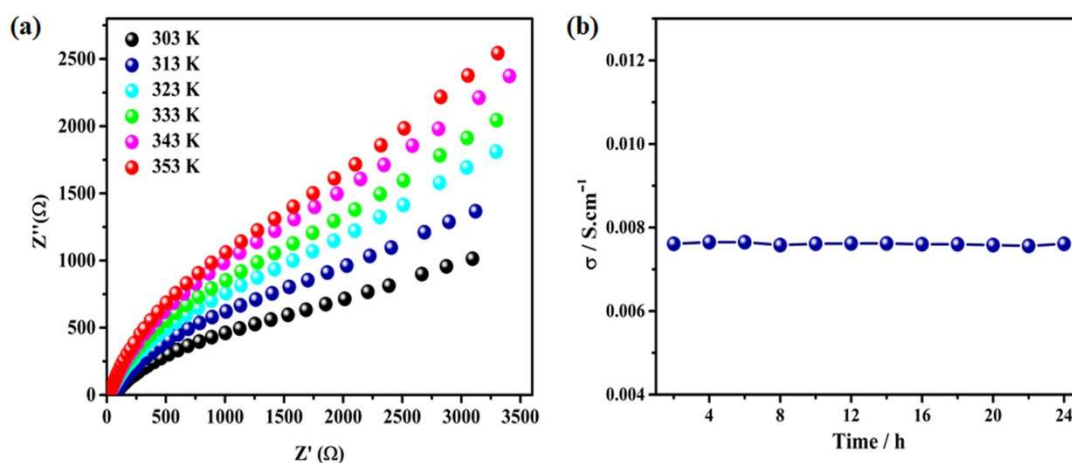 (a)
303 K
313 K
323 K
333 K
343 K
353 K
2500
2000
1500
1000
500
0
Z''(Ω)
0 500 1000 1500 2000 2500 3000 3500
Z' (Ω)
(b)
0.012
0.010
0.008
0.006
0.004
σ / S.cm⁻¹
4 8 12 16 20 24
Time / h